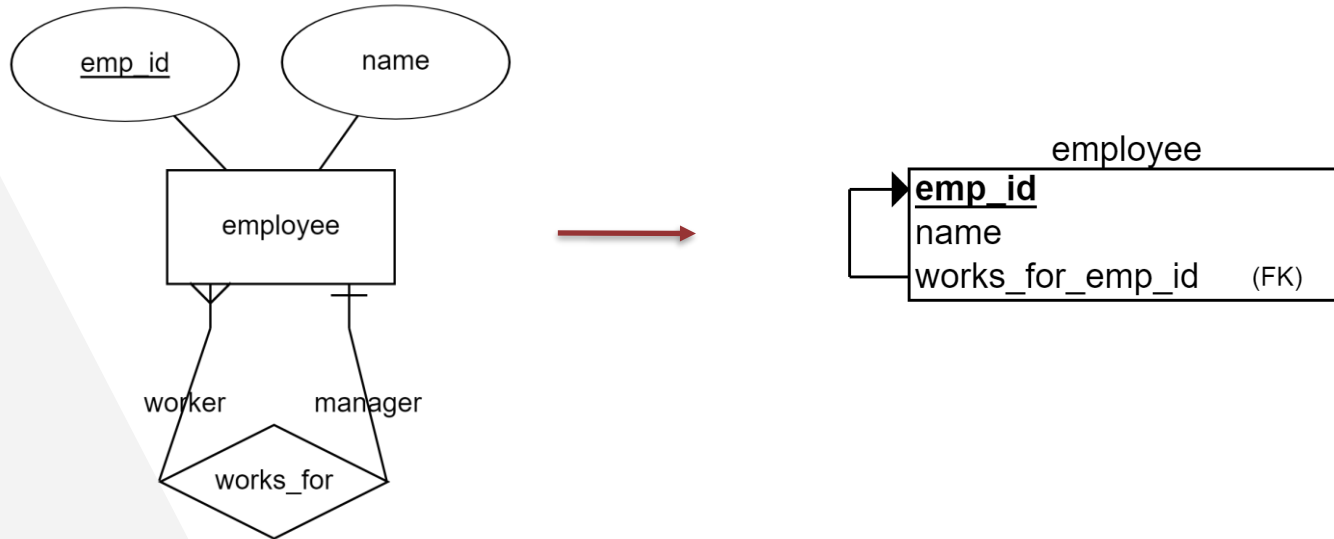 emp_id
name
employee
worker
manager
works_for
employee
emp_id
name
works_for_emp_id (FK)